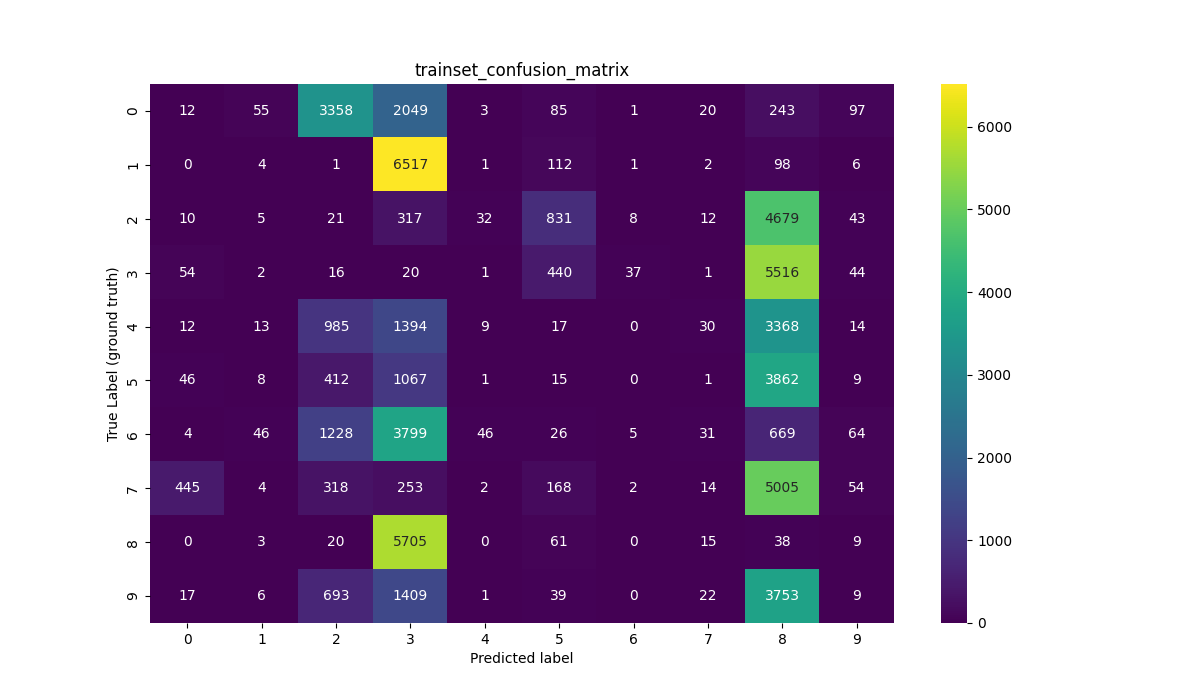 trainset_confusion_matrix
0 12 55 3358 2049 3 85 1 20 243 97
1 0 4 1 6517 1 112 1 2 98 6
2 10 5 21 317 32 831 8 12 4679 43
3 54 2 16 20 1 440 37 1 5516 44
4 12 13 985 1394 9 17 0 30 3368 14
5 46 8 412 1067 1 15 0 1 3862 9
6 4 46 1228 3799 46 26 5 31 669 64
7 445 4 318 253 2 168 2 14 5005 54
8 0 3 20 5705 0 61 0 15 38 9
9 17 6 693 1409 1 39 0 22 3753 9
0 1 2 3 4 5 6 7 8 9
Predicted label
True Label (ground truth)
6000
5000
4000
3000
2000
1000
0